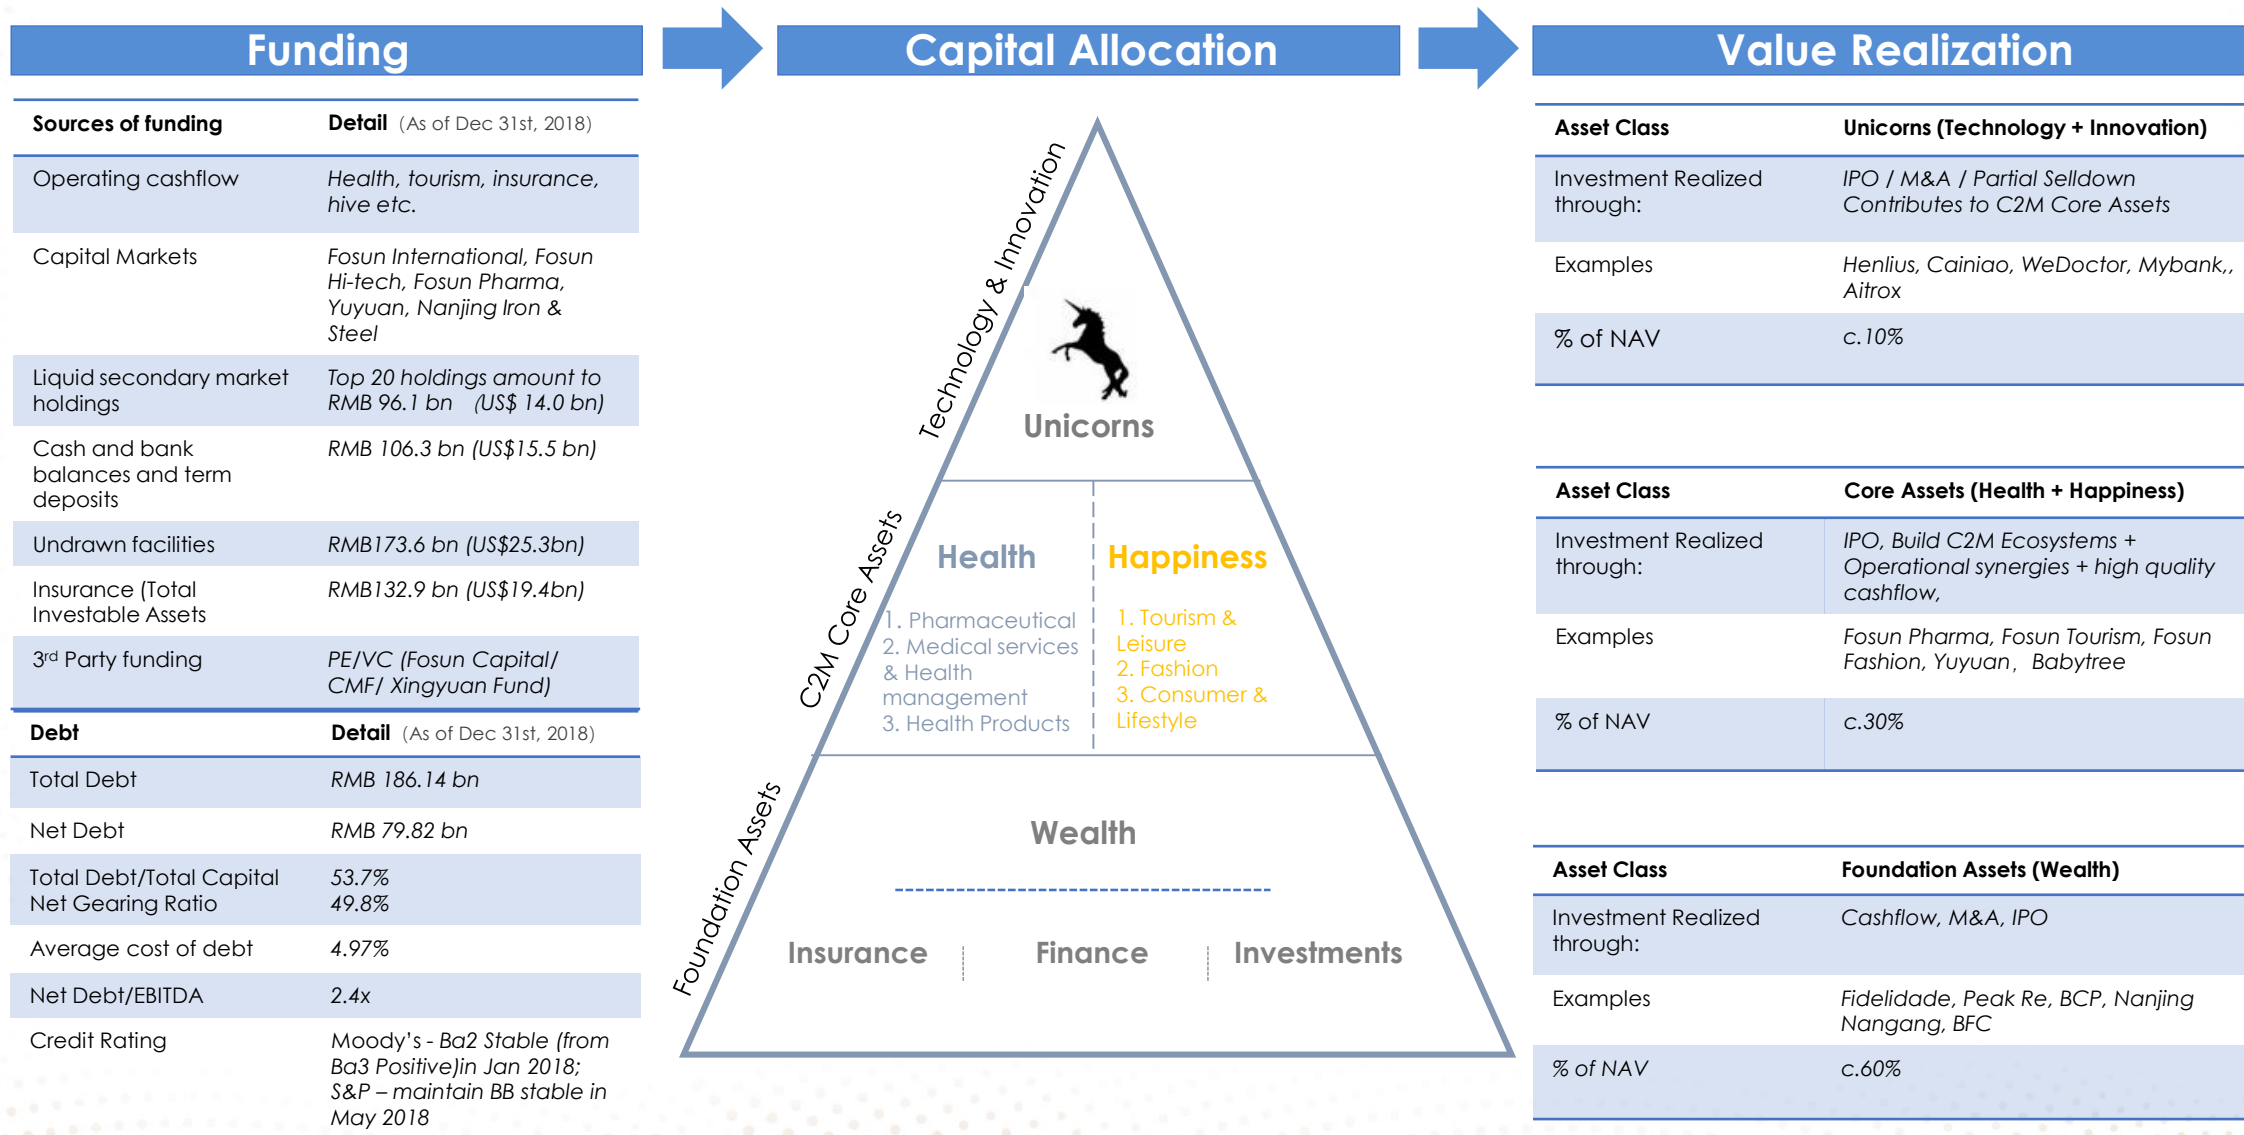 Funding
Capital Allocation
Value Realization
Sources of funding
Detail (As of Dec 31st, 2018)
Operating cashflow
Health, tourism, insurance,
hive etc.
Capital Markets
Fosun International, Fosun
Hi-tech, Fosun Pharma,
Yuyuan, Nanjing Iron &
Steel
Liquid secondary market
holdings
Top 20 holdings amount to
RMB 96.1 bn (US$ 14.0 bn)
Cash and bank
balances and term
deposits
RMB 106.3 bn (US$15.5 bn)
Undrawn facilities
RMB173.6 bn (US$25.3bn)
Insurance (Total
Investable Assets
RMB132.9 bn (US$19.4bn)
3rd Party funding
PE/VC (Fosun Capital/
CMF/ Xingyuan Fund)
Debt
Detail (As of Dec 31st, 2018)
Total Debt
RMB 186.14 bn
Net Debt
RMB 79.82 bn
Total Debt/Total Capital
53.7%
Net Gearing Ratio
49.8%
Average cost of debt
4.97%
Net Debt/EBITDA
2.4x
Credit Rating
Moody's - Ba2 Stable (from
Ba3 Positive)in Jan 2018;
S&P – maintain BB stable in
May 2018
Technology & Innovation
Unicorns
C2M Core Assets
Health
1. Pharmaceutical
2. Medical services
& Health
management
3. Health Products
Happiness
1. Tourism &
Leisure
2. Fashion
3. Consumer &
Lifestyle
Foundation Assets
Wealth
Insurance
Finance
Investments
Asset Class
Unicorns (Technology + Innovation)
Investment Realized
through:
IPO / M&A / Partial Selldown
Contributes to C2M Core Assets
Examples
Henlius, Cainiao, WeDoctor, Mybank,,
Aitrox
% of NAV
c.10%
Asset Class
Core Assets (Health + Happiness)
Investment Realized
through:
IPO, Build C2M Ecosystems +
Operational synergies + high quality
cashflow,
Examples
Fosun Pharma, Fosun Tourism, Fosun
Fashion, Yuyuan, Babytree
% of NAV
c.30%
Asset Class
Foundation Assets (Wealth)
Investment Realized
through:
Cashflow, M&A, IPO
Examples
Fidelidade, Peak Re, BCP, Nanjing
Nangang, BFC
% of NAV
c.60%